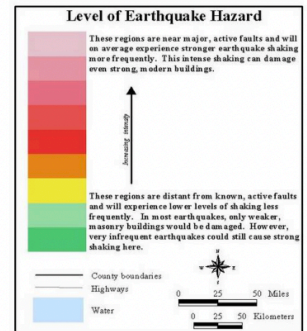 Level of Earthquake Hazard
These regions are near major, active faults and will
on average experience stronger earthquake shaking
more frequently. This intense shaking can damage
even strong, modern buildings.
Increasing intensity
These regions are distant from known, active faults
and will experience lower levels of shaking less
frequently. In most earthquakes, only weaker,
masonry buildings would be damaged. However,
very infrequent earthquakes could still cause strong
shaking here.
County boundaries
Highways
Water
0 25 50 Miles
0 25 50 Kilometers